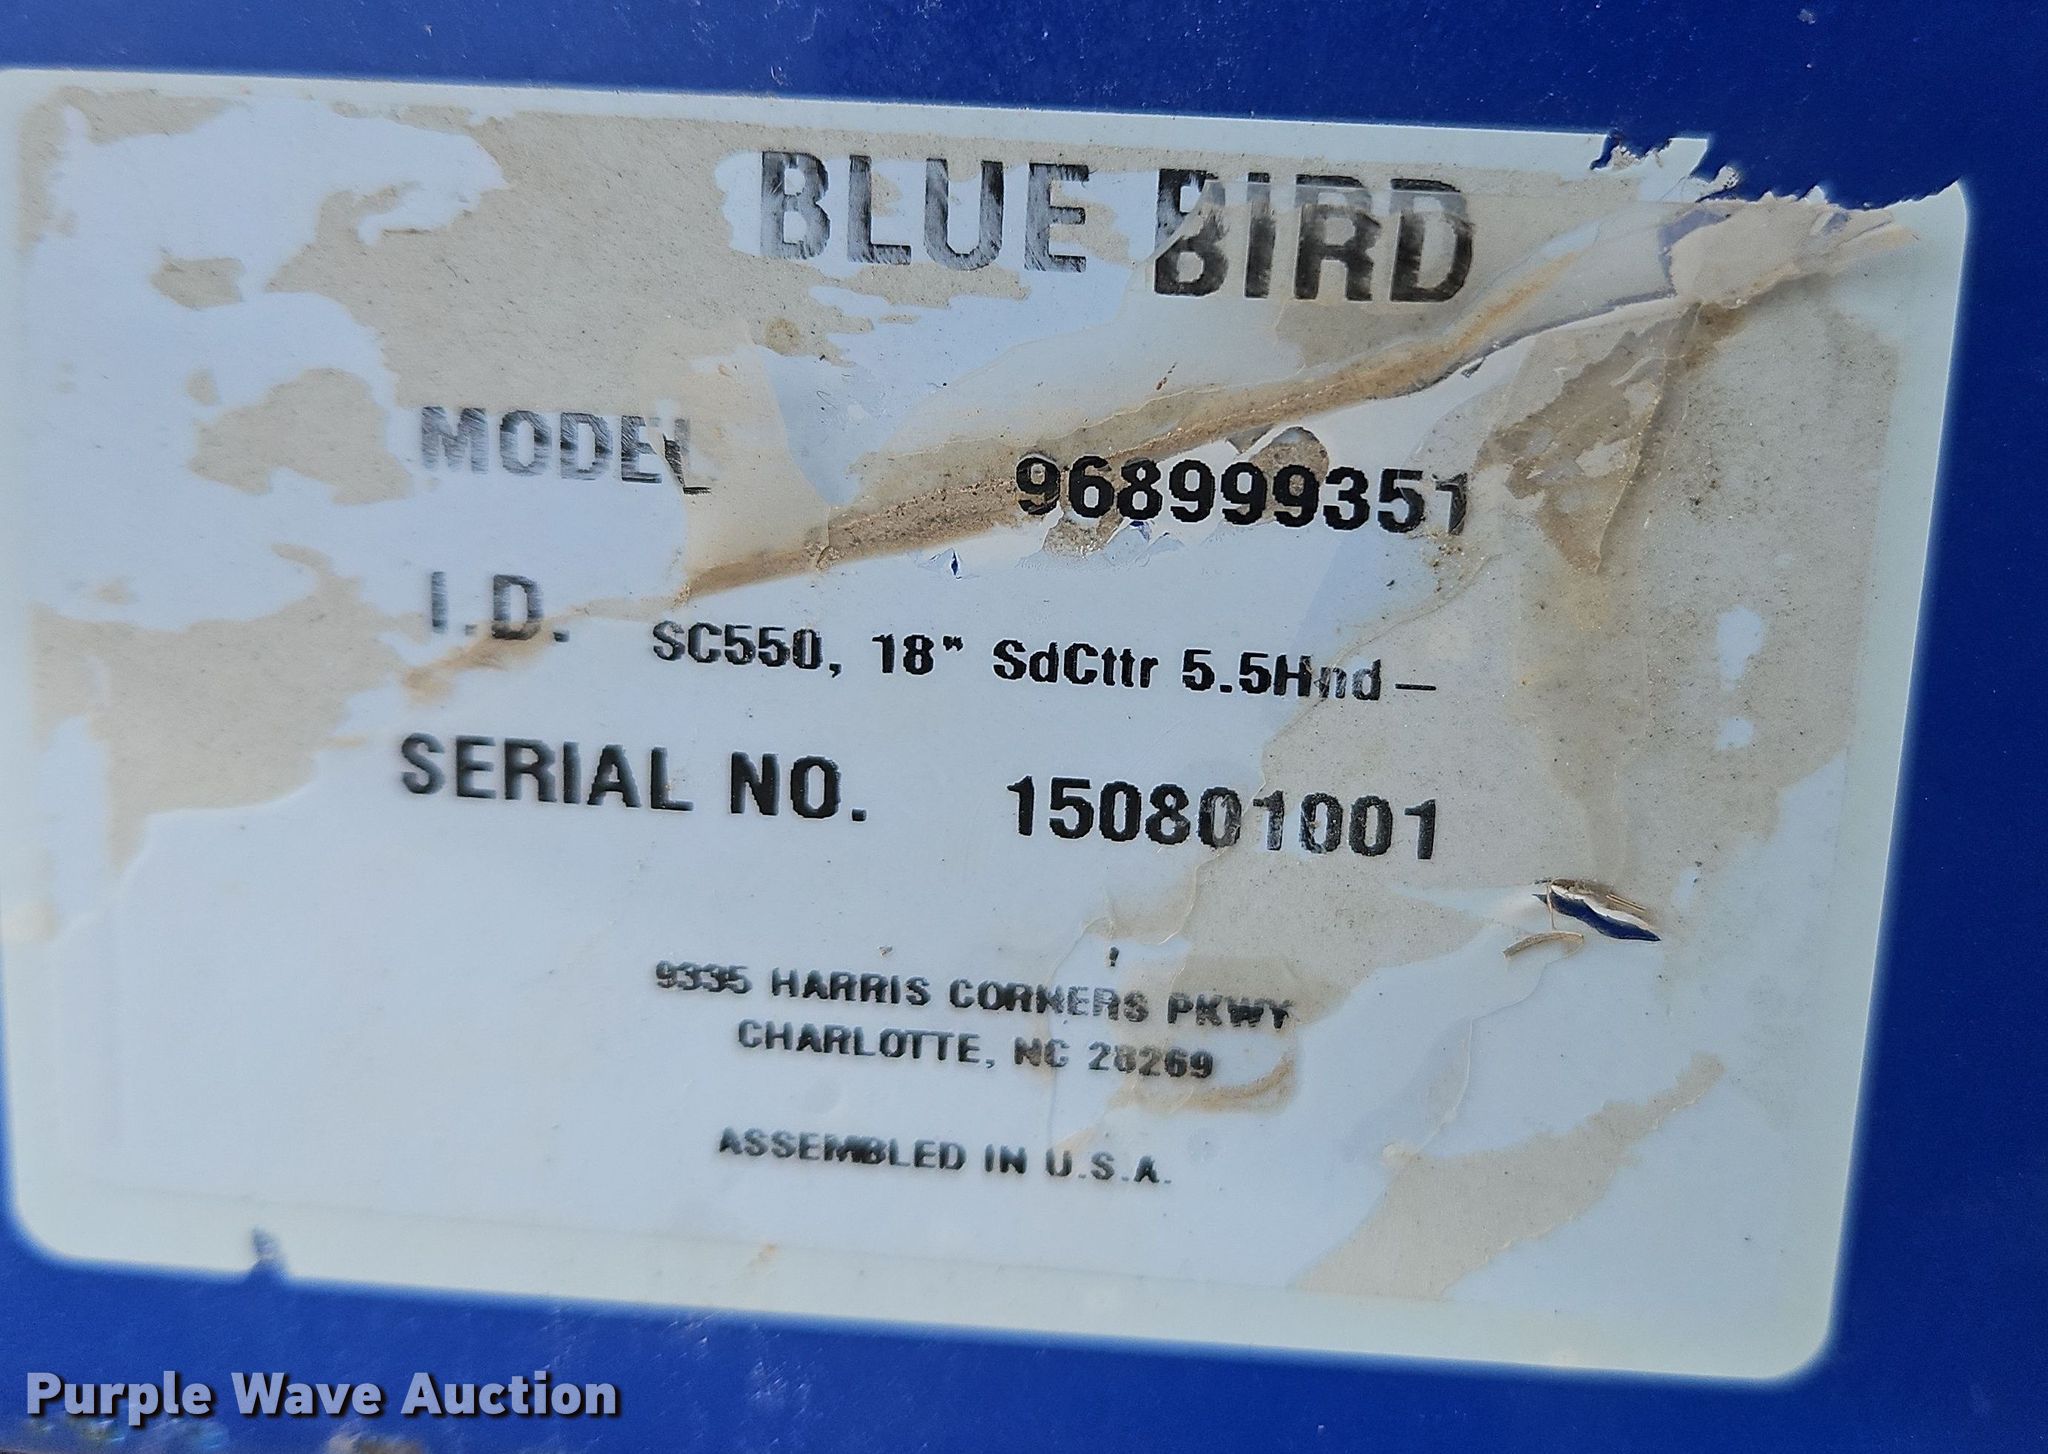 BLUE BIRD
MODEL 968999351
I.D. SC550, 18" SdCttr 5.5Hnd-
SERIAL NO. 150801001
9335 HARRIS CORNERS PKWY
CHARLOTTE, NC 28269
ASSEMBLED IN U.S.A.
Purple Wave Auction